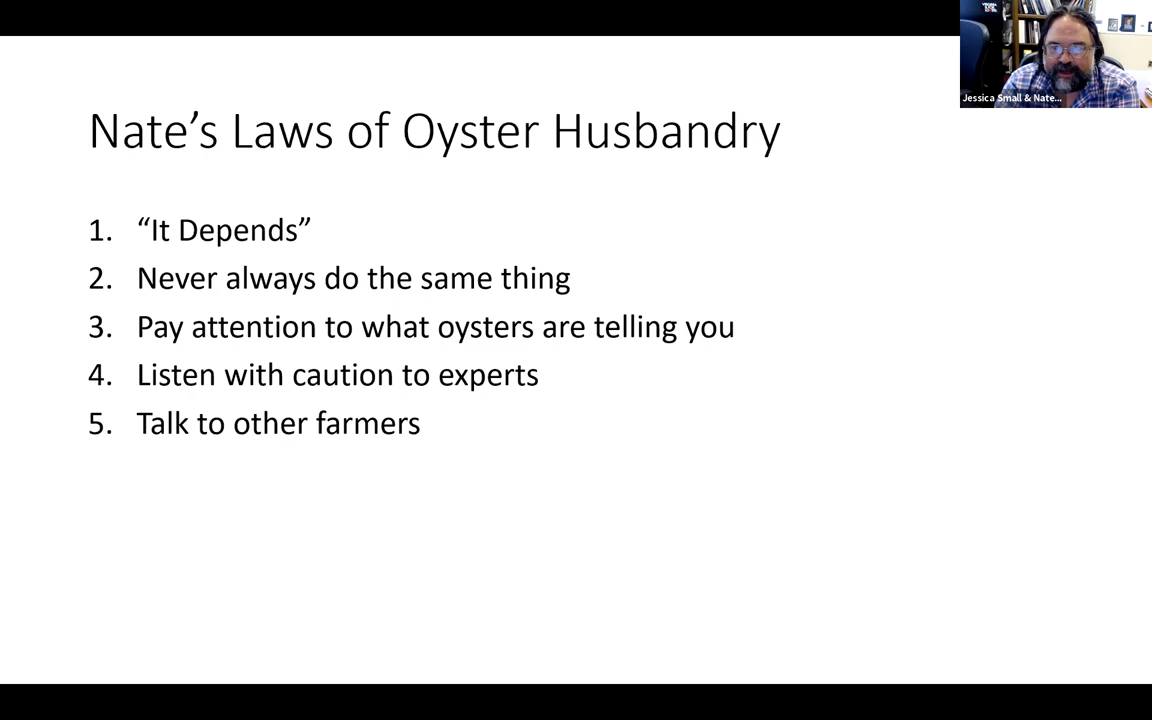 Jessica Small & Nate...
Nate’s Laws of Oyster Husbandry
1. “It Depends”
2. Never always do the same thing
3. Pay attention to what oysters are telling you
4. Listen with caution to experts
5. Talk to other farmers